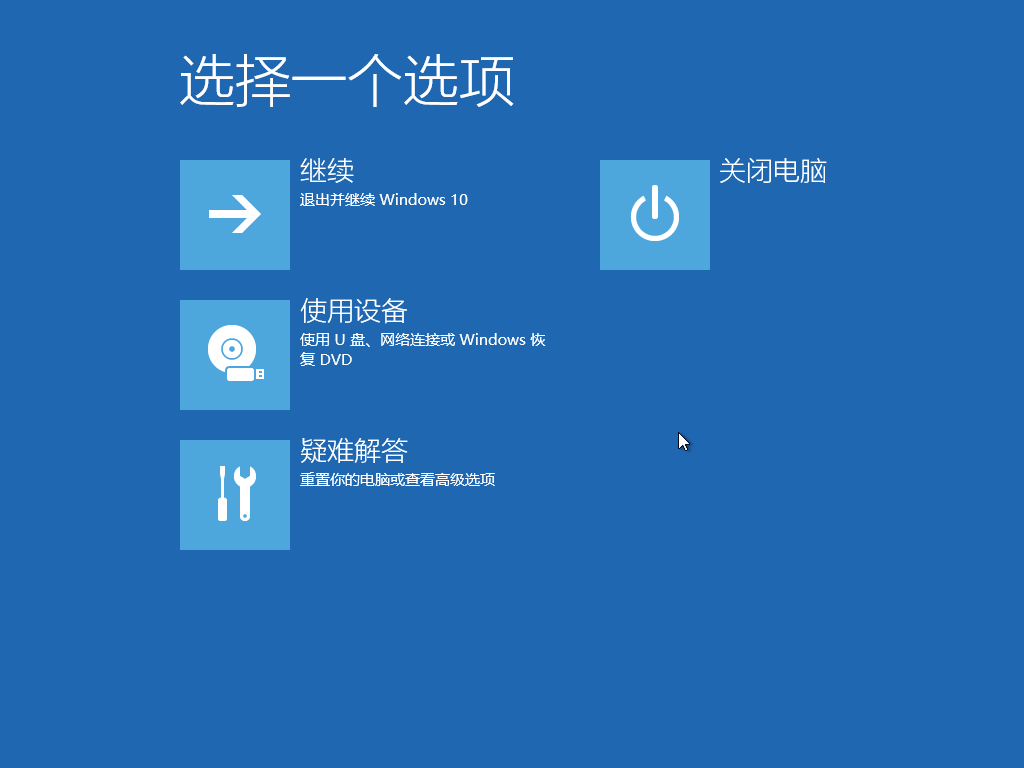 选择一个选项
继续
退出并继续 Windows 10
关闭电脑
使用设备
使用 U 盘、网络连接或 Windows 恢
复 DVD
疑难解答
重置你的电脑或查看高级选项